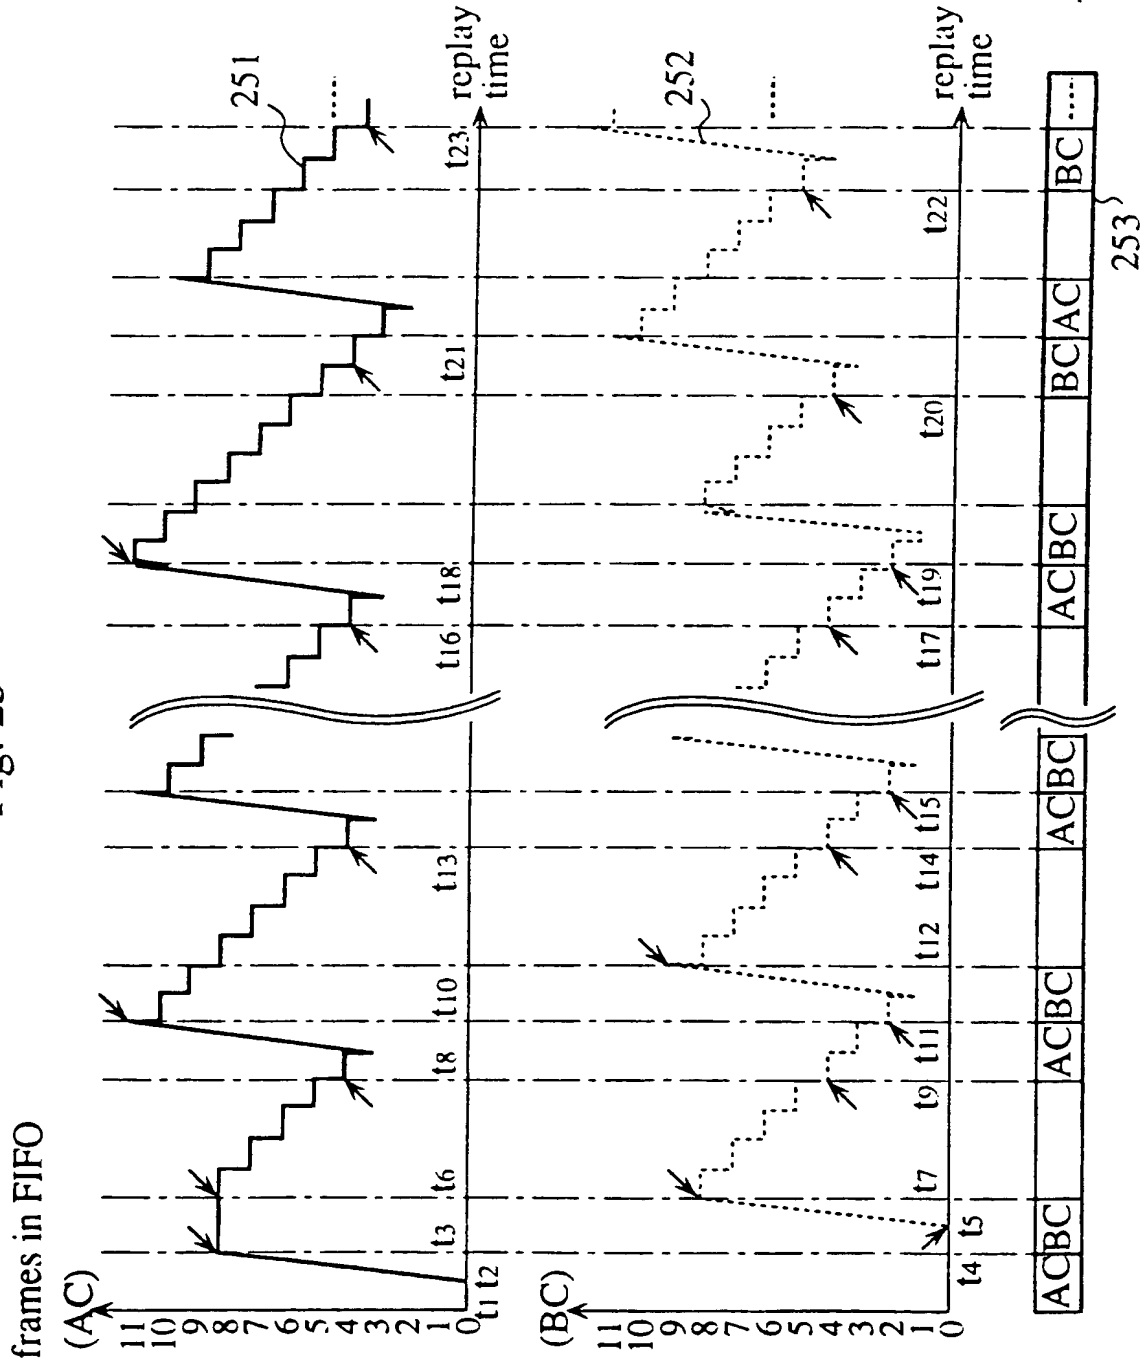 Fig. 25
frames in FIFO
(AC)
11
10
9
8
7
6
5
4
3
2
1
0
t1 t2
t3
t6
t8
t10
t13
t16
t18
t21
t23
replay
time
251
(BC)
11
10
9
8
7
6
5
4
3
2
1
0
t4
t5
t7
t9
t11
t12
t14
t15
t17
t19
t20
t22
replay
time
252
AC BC AC BC AC BC AC BC BC AC BC
253